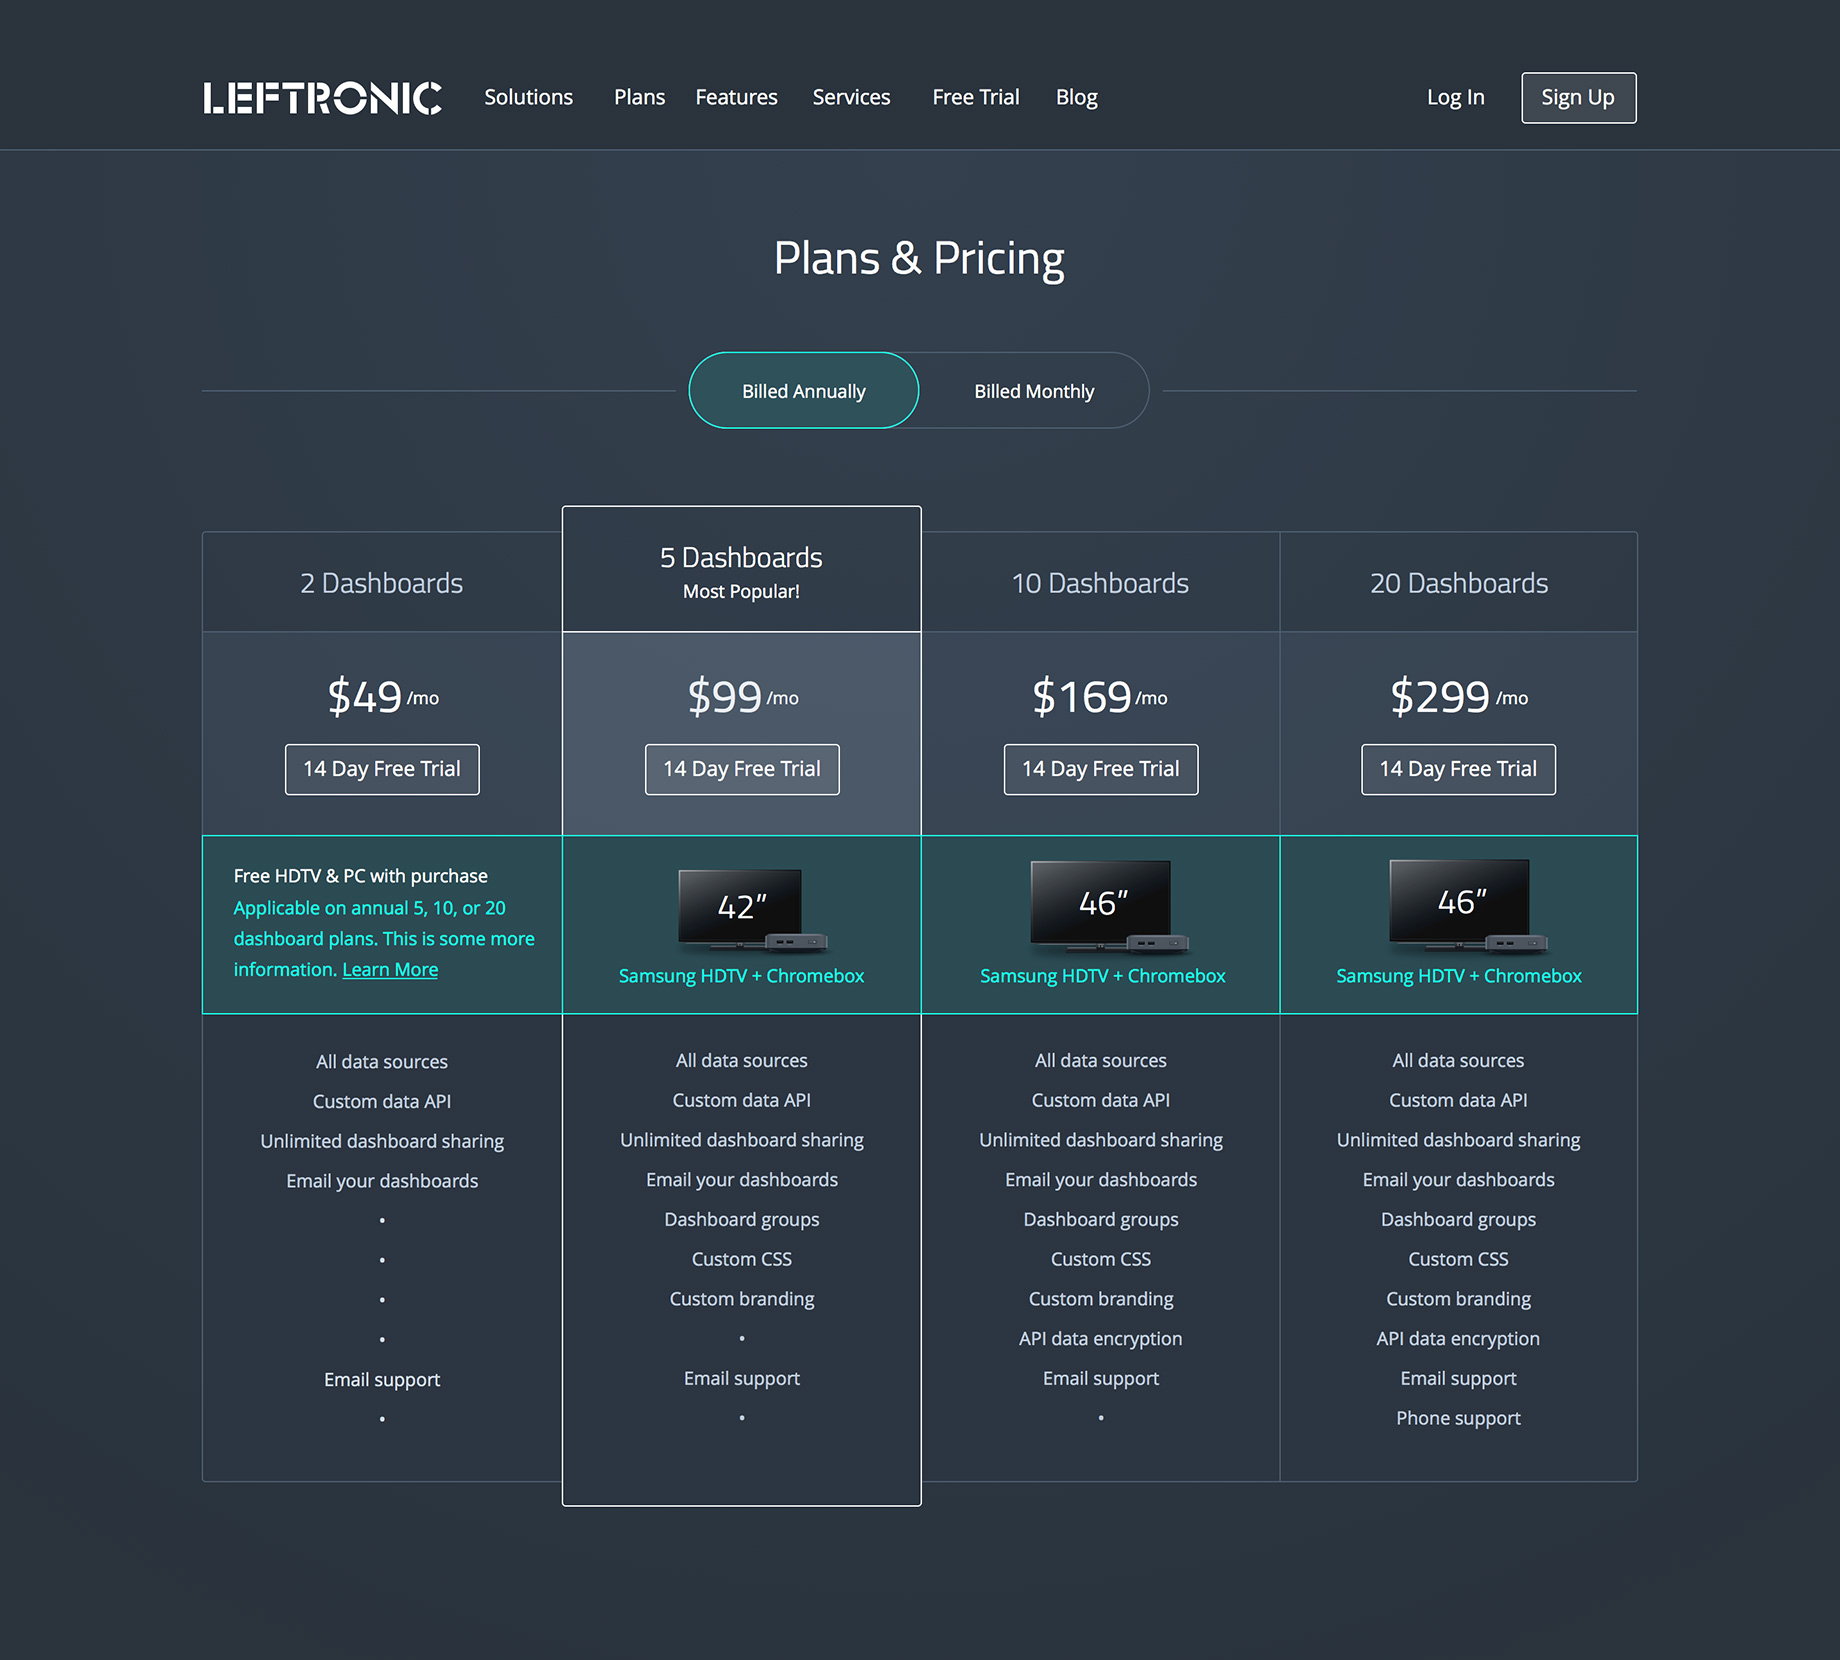 LEFTRONIC Solutions Plans Features Services Free Trial Blog Log In Sign Up
Plans & Pricing
Billed Annually Billed Monthly
2 Dashboards
5 Dashboards
Most Popular!
10 Dashboards
20 Dashboards
$49 /mo
$99 /mo
$169 /mo
$299 /mo
14 Day Free Trial
14 Day Free Trial
14 Day Free Trial
14 Day Free Trial
Free HDTV & PC with purchase
Applicable on annual 5, 10, or 20
dashboard plans. This is some more
information. Learn More
42”
Samsung HDTV + Chromebox
46”
Samsung HDTV + Chromebox
46”
Samsung HDTV + Chromebox
All data sources
Custom data API
Unlimited dashboard sharing
Email your dashboards
•
•
•
•
Email support
•
All data sources
Custom data API
Unlimited dashboard sharing
Email your dashboards
Dashboard groups
Custom CSS
Custom branding
•
Email support
•
All data sources
Custom data API
Unlimited dashboard sharing
Email your dashboards
Dashboard groups
Custom CSS
Custom branding
API data encryption
Email support
•
All data sources
Custom data API
Unlimited dashboard sharing
Email your dashboards
Dashboard groups
Custom CSS
Custom branding
API data encryption
Email support
Phone support